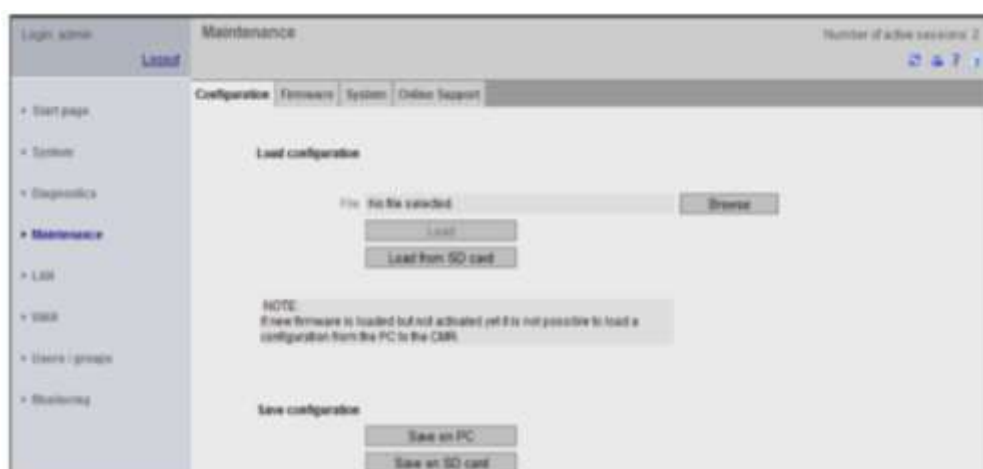 Login: admin
Logout
Maintenance
Number of active sessions: 2
Configuration Firmware System Online Support
Start page
System
Diagnostics
Maintenance
LAN
WAN
Users / groups
Monitoring
Load configuration
File No file selected.
Browse
Load
Load from SD card
NOTE:
If new firmware is loaded but not activated yet it is not possible to load a
configuration from the PC to the CMR.
Save configuration
Save on PC
Save on SD card